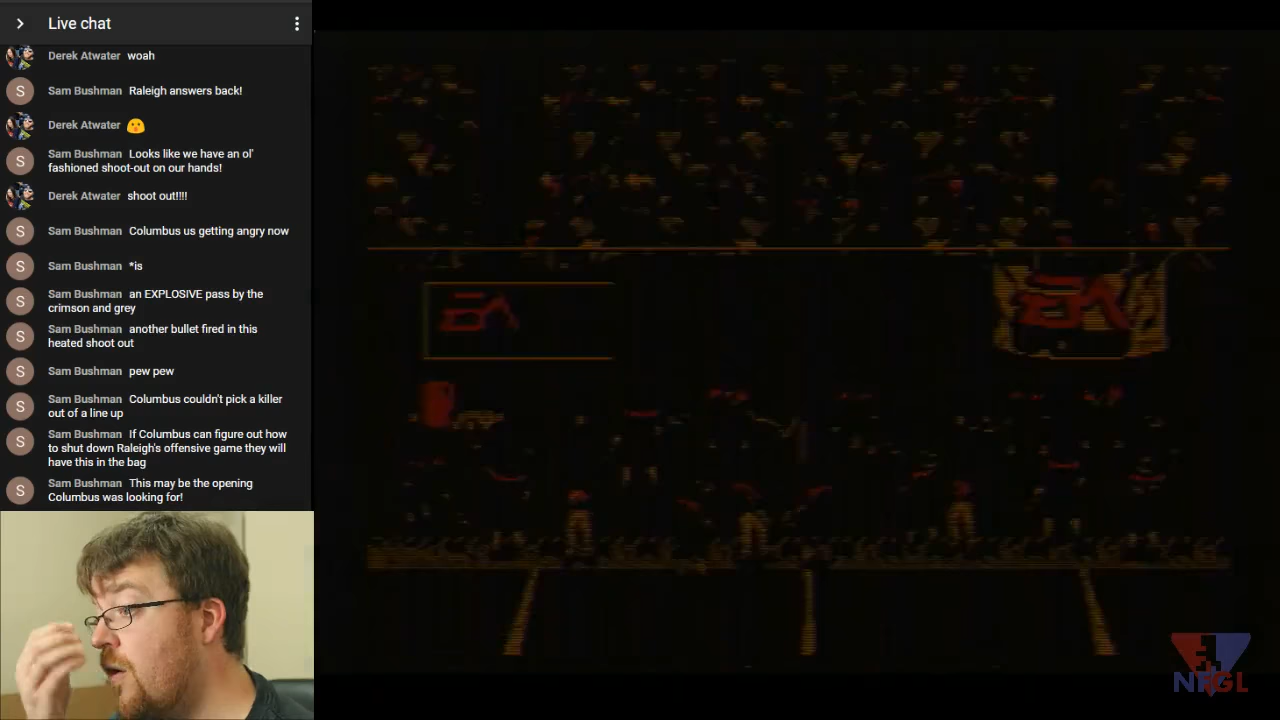 Live chat
Derek Atwater woah
Sam Bushman Raleigh answers back!
Derek Atwater
Sam Bushman Looks like we have an ol'
fashioned shoot-out on our hands!
Derek Atwater shoot out!!!!
Sam Bushman Columbus us getting angry now
Sam Bushman *is
Sam Bushman an EXPLOSIVE pass by the
crimson and grey
Sam Bushman another bullet fired in this
heated shoot out
Sam Bushman pew pew
Sam Bushman Columbus couldn't pick a killer
out of a line up
Sam Bushman If Columbus can figure out how
to shut down Raleigh's offensive game they will
have this in the bag
Sam Bushman This may be the opening
Columbus was looking for!
S
S
S
S
S
S
S
S
S
S
EA
EA
NFGL